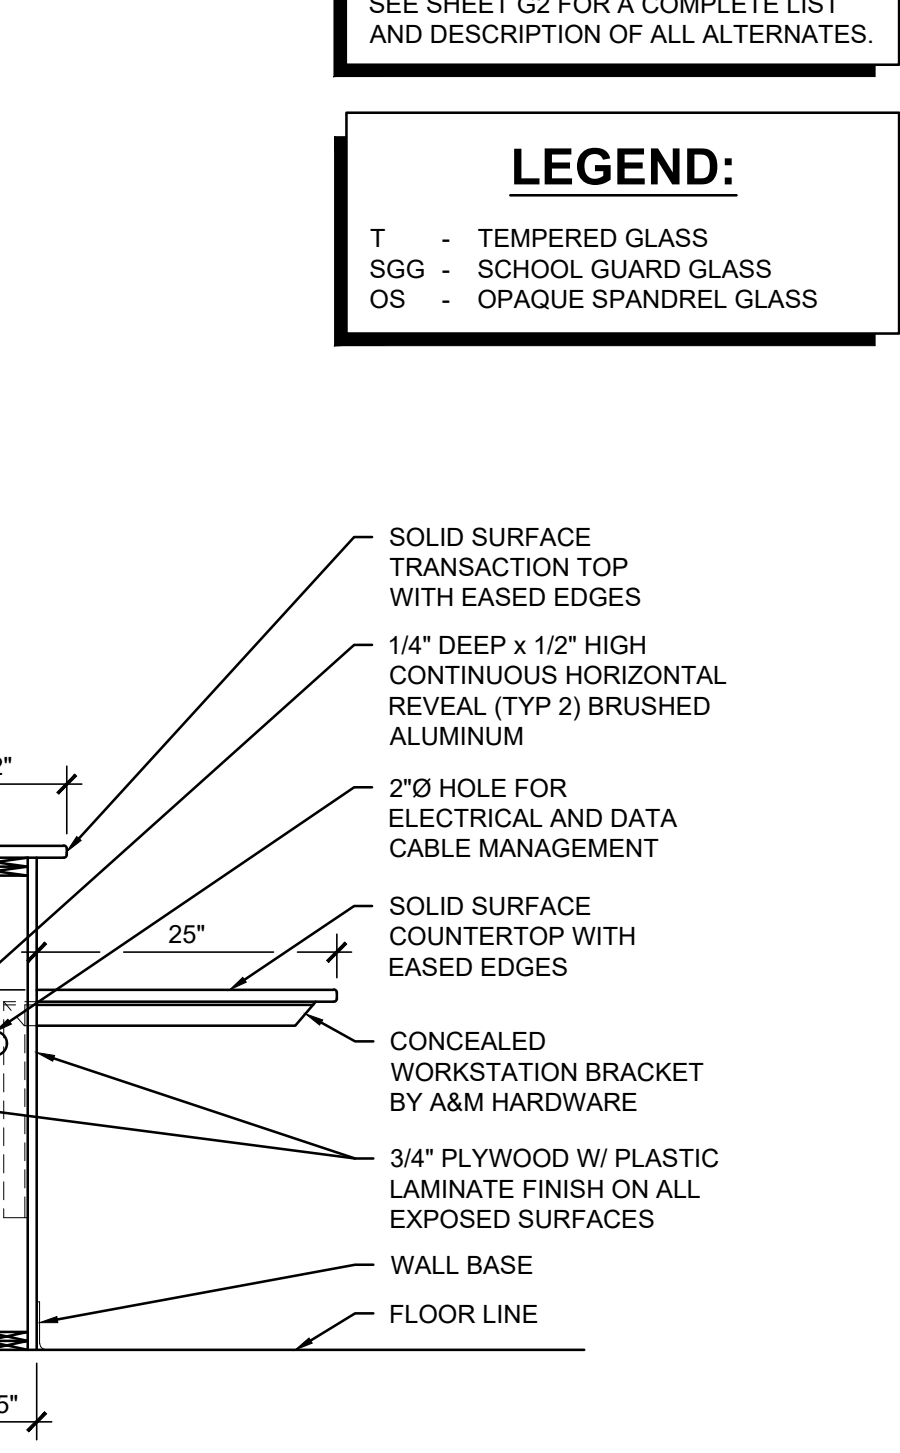 SEE SHEET G2 FOR A COMPLETE LIST
AND DESCRIPTION OF ALL ALTERNATES.
LEGEND:
T - TEMPERED GLASS
SGG - SCHOOL GUARD GLASS
OS - OPAQUE SPANDREL GLASS
SOLID SURFACE
TRANSACTION TOP
WITH EASED EDGES
1/4" DEEP x 1/2" HIGH
CONTINUOUS HORIZONTAL
REVEAL (TYP 2) BRUSHED
ALUMINUM
2"Ø HOLE FOR
ELECTRICAL AND DATA
CABLE MANAGEMENT
SOLID SURFACE
COUNTERTOP WITH
EASED EDGES
25"
CONCEALED
WORKSTATION BRACKET
BY A&M HARDWARE
3/4" PLYWOOD W/ PLASTIC
LAMINATE FINISH ON ALL
EXPOSED SURFACES
WALL BASE
FLOOR LINE
5"